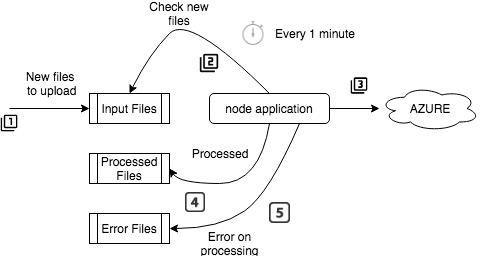 Check new
files
Every 1 minute
2
New files
to upload
3
Input Files
node application
AZURE
1
Processed
Processed
Files
4
5
Error Files
Error on
processing